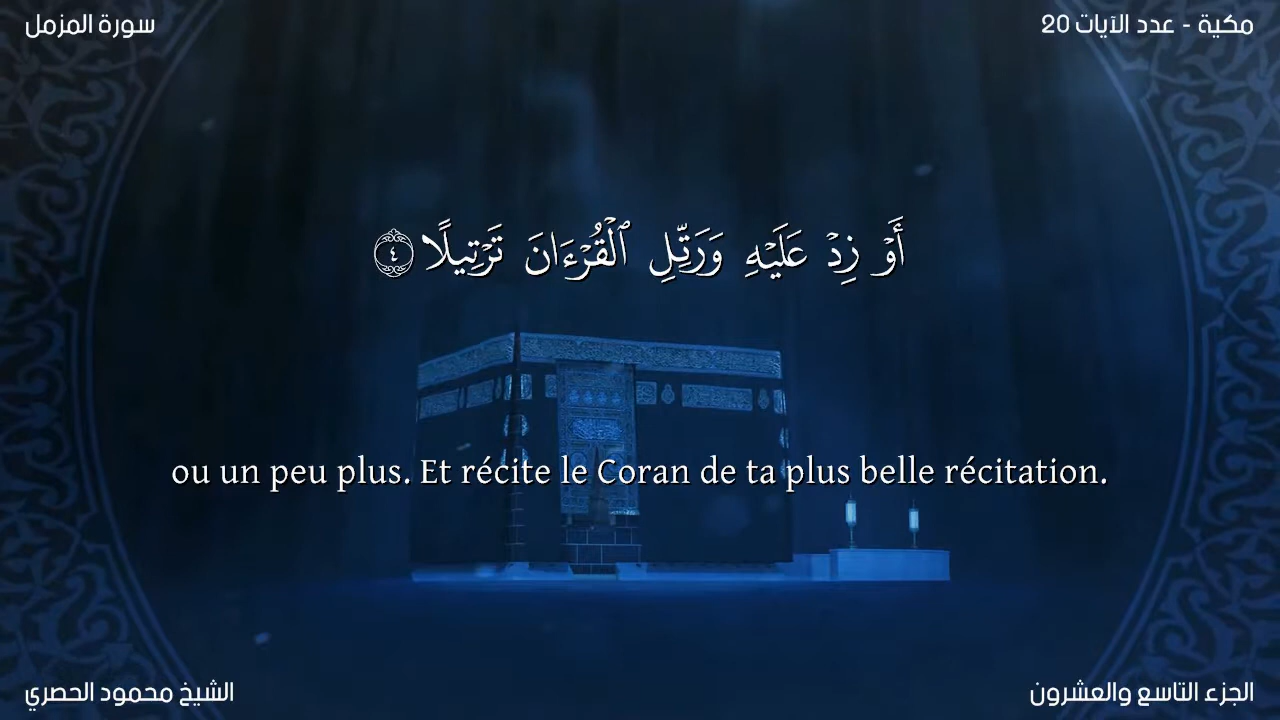 سورة المزمل
مكية - عدد الآيات 20
أَوْ زِدْ عَلَيْهِ وَرَتِّلِ ٱلْقُرْءَانَ تَرْتِيلًا ٤
ou un peu plus. Et récite le Coran de ta plus belle récitation.
الشيخ محمود الحصري
الجزء التاسع والعشرون